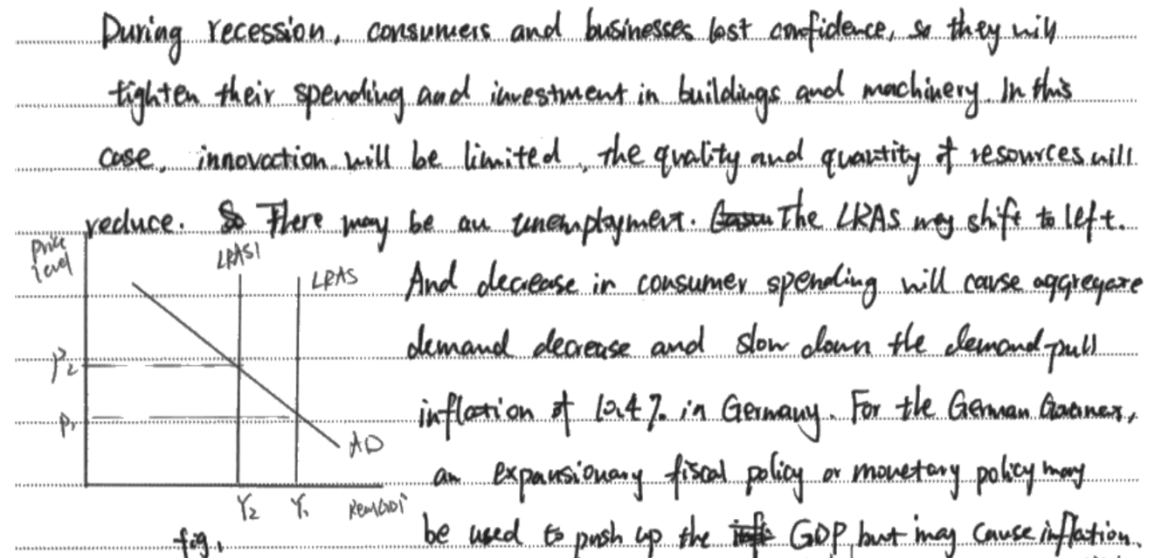 During recession, consumers and businesses lost confidence, so they will
tighten their spending and investment in buildings and machinery. In this
case, innovation will be limited, the quality and quantity of resources will
reduce. So There may be an unemployment. The LRAS may shift to left.
Price
level
LRAS1
LRAS
And decrease in consumer spending will cause aggregate
demand decrease and slow down the demand-pull
P2
inflation of 10.4% in Germany. For the German
P1
AD
an expansionary fiscal policy or monetary policy may
Y2 Y1
be used to push up the GDP but may cause inflation.
fig.